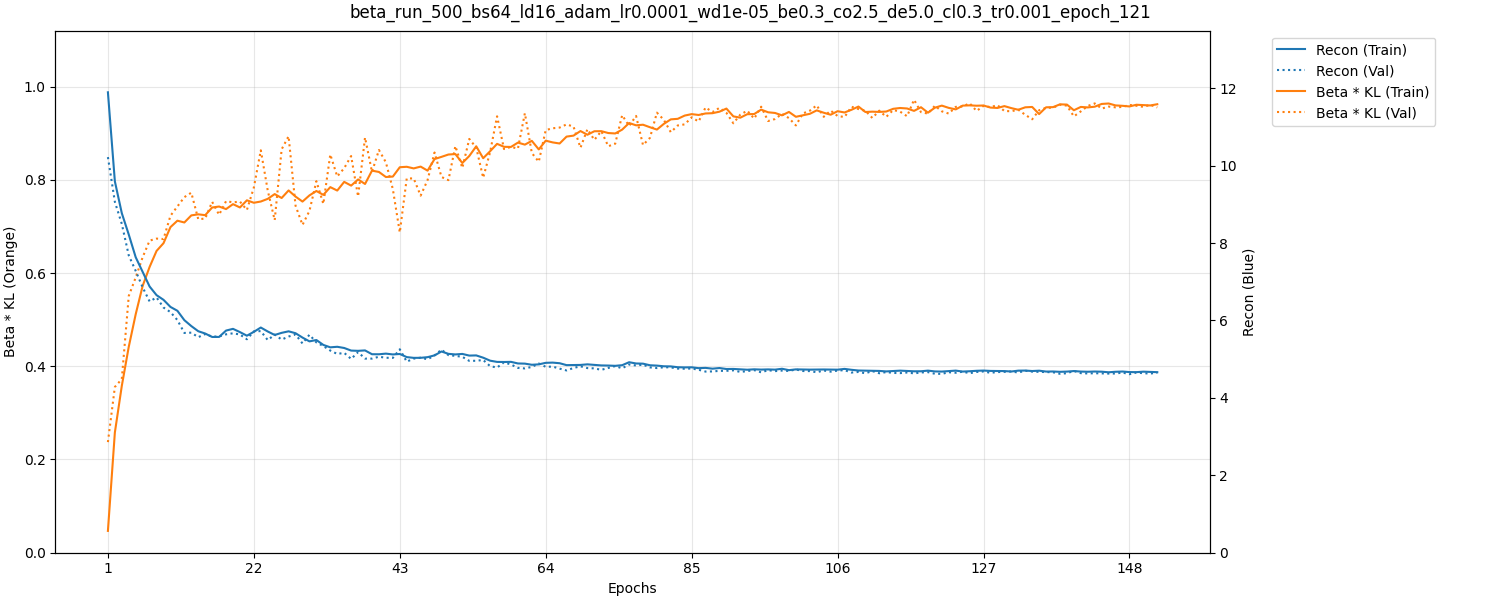 beta_run_500_bs64_ld16_adam_lr0.0001_wd1e-05_be0.3_co2.5_de5.0_cl0.3_tr0.001_epoch_121
Beta * KL (Orange)
1.0
0.8
0.6
0.4
0.2
0.0
1 22 43 64 85 106 127 148
Epochs
12
10
8
6
4
2
0
Recon (Blue)
Recon (Train)
Recon (Val)
Beta * KL (Train)
Beta * KL (Val)